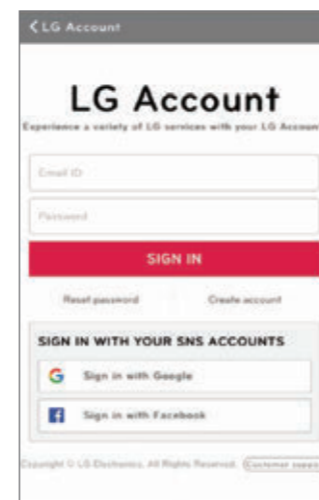 LG Account
LG Account
Experience a variety of LG services with your LG Accoun
Email ID
Password
SIGN IN
Reset password Create account
SIGN IN WITH YOUR SNS ACCOUNTS
Sign in with Google
Sign in with Facebook
Copyright © LG Electronics. All Rights Reserved. Customer suppo